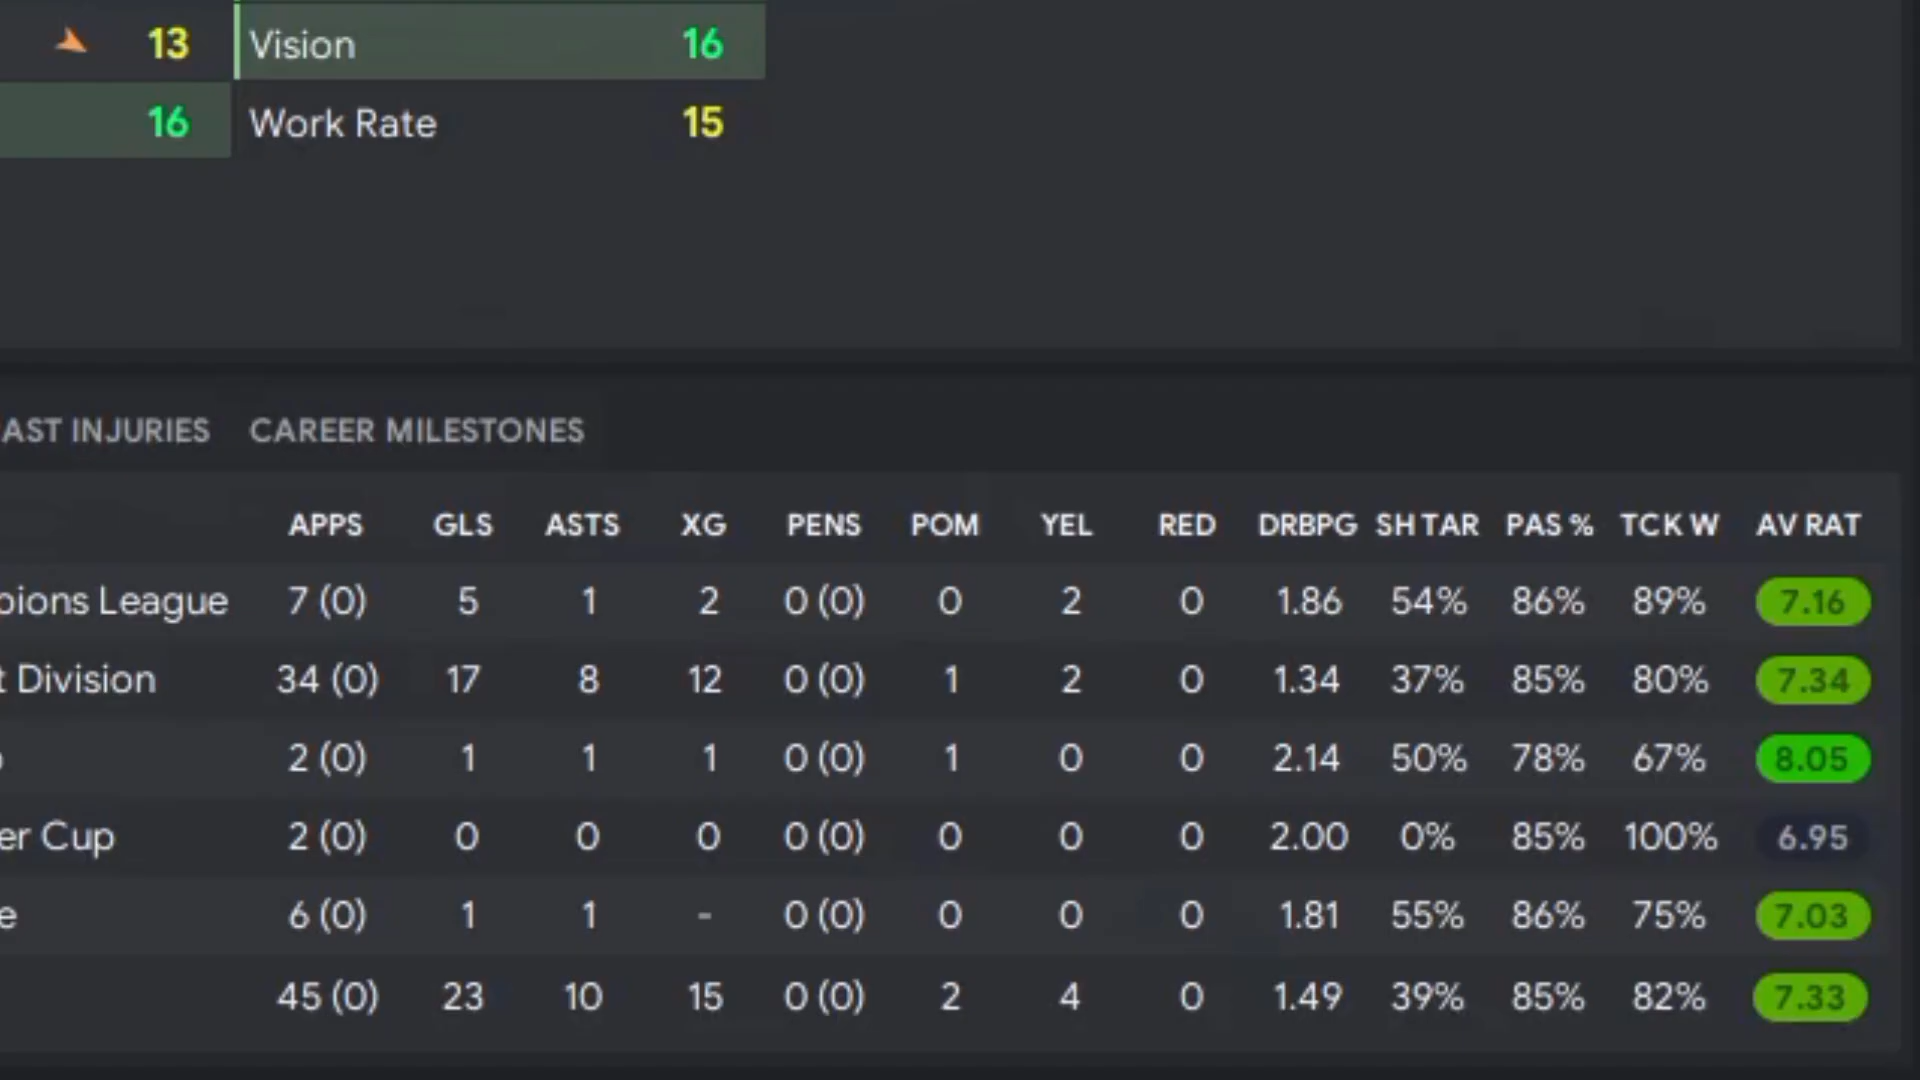 13 Vision 16
16 Work Rate 15
AST INJURIES CAREER MILESTONES
APPS GLS ASTS XG PENS POM YEL RED DRBPG SH TAR PAS % TCK W AV RAT
pions League 7 (0) 5 1 2 0 (0) 0 2 0 1.86 54% 86% 89% 7.16
t Division 34 (0) 17 8 12 0 (0) 1 2 0 1.34 37% 85% 80% 7.34
2 (0) 1 1 1 0 (0) 1 0 0 2.14 50% 78% 67% 8.05
er Cup 2 (0) 0 0 0 0 (0) 0 0 0 2.00 0% 85% 100% 6.95
e 6 (0) 1 1 - 0 (0) 0 0 0 1.81 55% 86% 75% 7.03
45 (0) 23 10 15 0 (0) 2 4 0 1.49 39% 85% 82% 7.33